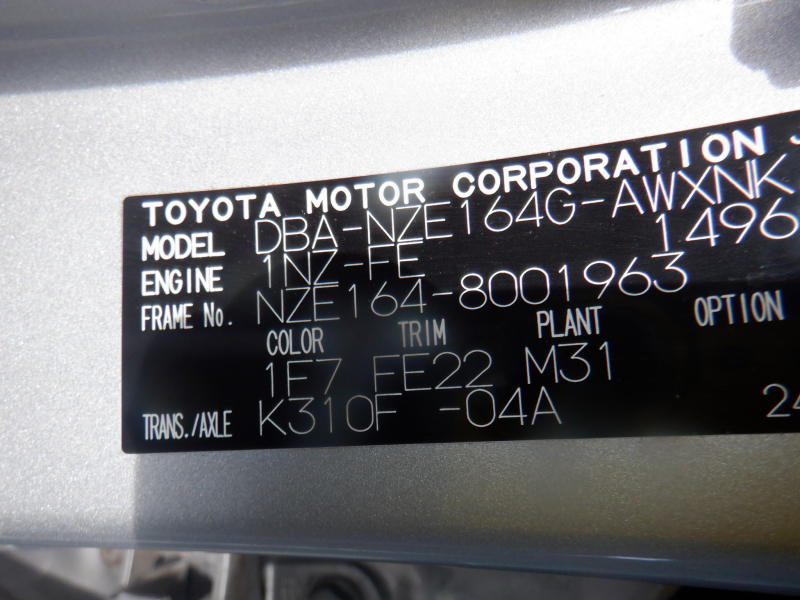 TOYOTA MOTOR CORPORATION
MODEL DBA-NZE164G-AWXNK
ENGINE 1NZ-FE 1496
FRAME No. NZE164-8001963
COLOR TRIM PLANT OPTION
1F7 FE22 M31
TRANS./AXLE K310F -04A 24